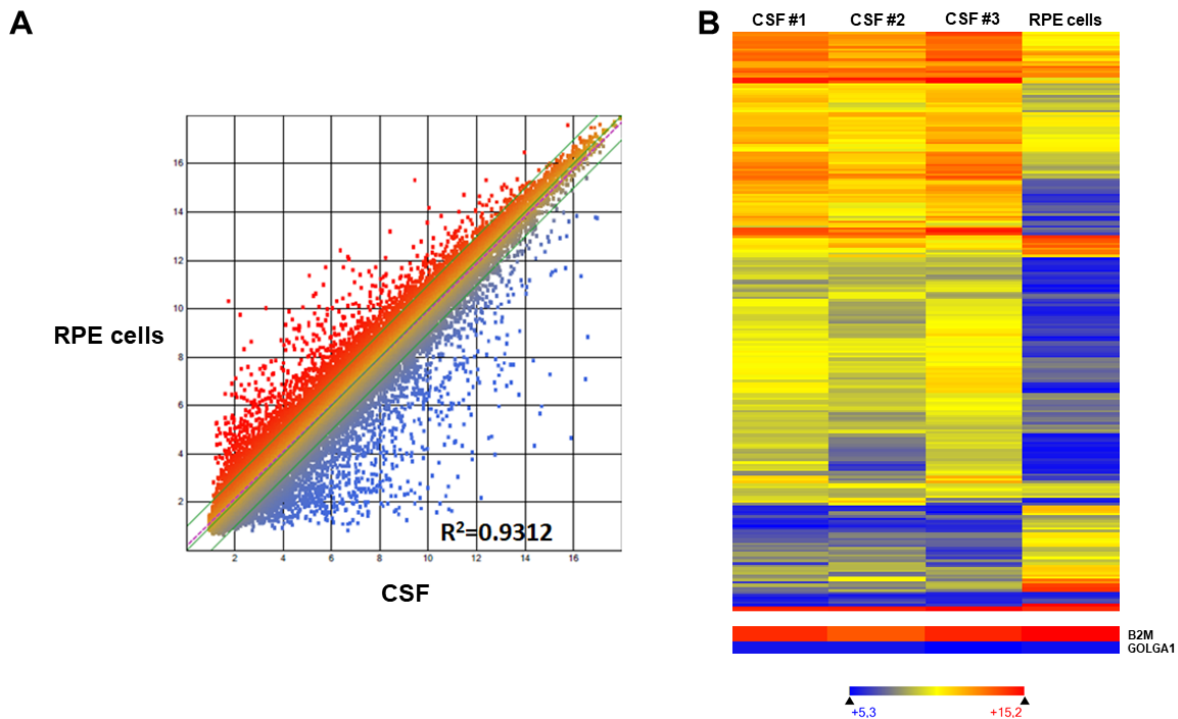 A
B
CSF #1 CSF #2 CSF #3 RPE cells
16
14
12
10
8
6
4
2
RPE cells
R²=0.9312
2 4 6 8 10 12 14 16
CSF
B2M
GOLGA1
+5,3 +15,2